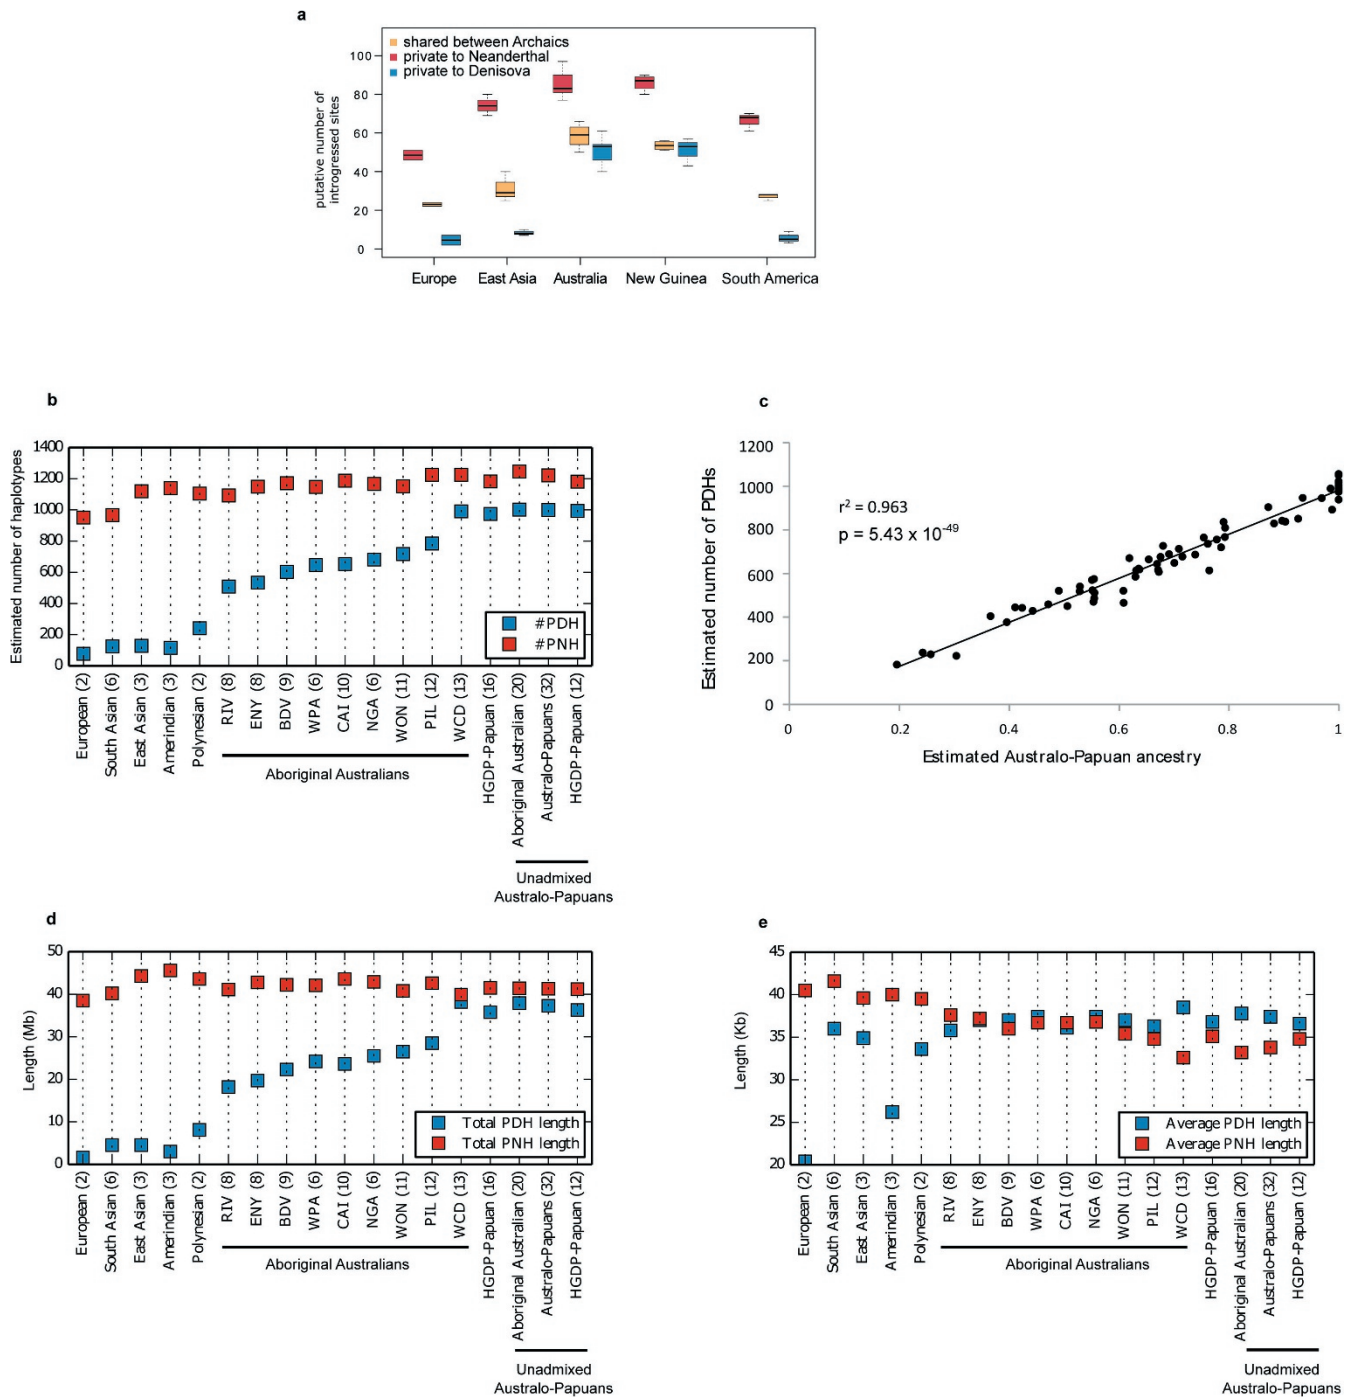 a
shared between Archaics
private to Neanderthal
private to Denisova
putative number of
introgressed sites
100
80
60
40
20
0
Europe
East Asia
Australia
New Guinea
South America
b
Estimated number of haplotypes
1400
1200
1000
800
600
400
200
0
#PDH
#PNH
European (2)
South Asian (6)
East Asian (3)
Amerindian (3)
Polynesian (2)
RIV (8)
ENY (8)
BDV (9)
WPA (6)
CAI (10)
NGA (6)
WON (11)
PIL (12)
WCD (13)
HGDP-Papuan (16)
Aboriginal Australian (20)
Australo-Papuans (32)
HGDP-Papuan (12)
Aboriginal Australians
Unadmixed
Australo-Papuans
c
Estimated number of PDHs
1200
1000
800
600
400
200
0
r² = 0.963
p = 5.43 x 10⁻⁴⁹
0
0.2
0.4
0.6
0.8
1
Estimated Australo-Papuan ancestry
d
Length (Mb)
50
40
30
20
10
0
Total PDH length
Total PNH length
European (2)
South Asian (6)
East Asian (3)
Amerindian (3)
Polynesian (2)
RIV (8)
ENY (8)
BDV (9)
WPA (6)
CAI (10)
NGA (6)
WON (11)
PIL (12)
WCD (13)
HGDP-Papuan (16)
Aboriginal Australian (20)
Australo-Papuans (32)
HGDP-Papuan (12)
Aboriginal Australians
Unadmixed
Australo-Papuans
e
Length (Kb)
45
40
35
30
25
20
Average PDH length
Average PNH length
European (2)
South Asian (6)
East Asian (3)
Amerindian (3)
Polynesian (2)
RIV (8)
ENY (8)
BDV (9)
WPA (6)
CAI (10)
NGA (6)
WON (11)
PIL (12)
WCD (13)
HGDP-Papuan (16)
Aboriginal Australian (20)
Australo-Papuans (32)
HGDP-Papuan (12)
Aboriginal Australians
Unadmixed
Australo-Papuans